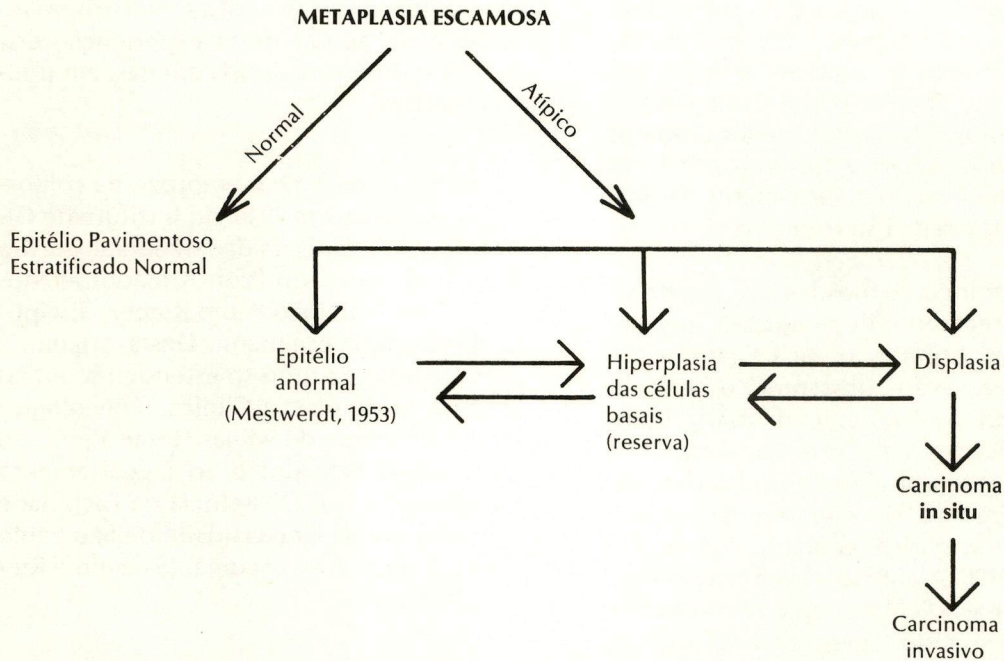 METAPLASIA ESCAMOSA
Normal
Atípico
Epitélio Pavimentoso
Estratificado Normal
Epitélio
anormal
(Mestwerdt, 1953)
Hiperplasia
das células
basais
(reserva)
Displasia
Carcinoma
in situ
Carcinoma
invasivo